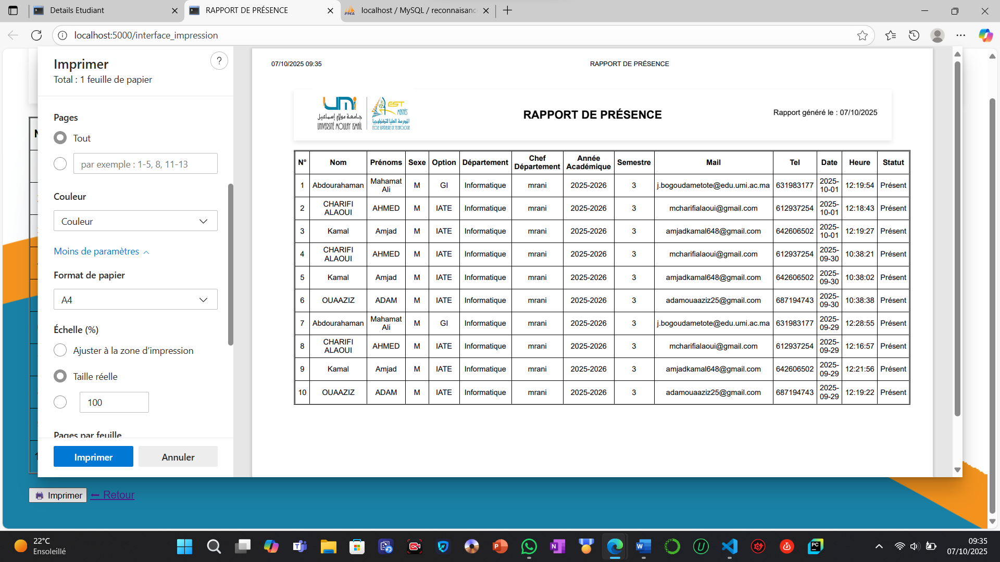 Details Etudiant
RAPPORT DE PRÉSENCE
localhost / MySQL / reconnaisanc
localhost:5000/interface_impression
Imprimer
?
Total : 1 feuille de papier
Pages
Tout
par exemple : 1-5, 8, 11-13
Couleur
Couleur
Moins de paramètres
Format de papier
A4
Échelle (%)
Ajuster à la zone d’impression
Taille réelle
100
Pages par feuille
Imprimer Annuler
07/10/2025 09:35 RAPPORT DE PRÉSENCE
umi
جامعة مولاي إسماعيل
UNIVERSITÉ MOULAY ISMAÏL
EST
MEKNÈS
المدرسة العليا للتكنولوجيا
ÉCOLE SUPÉRIEURE DE TECHNOLOGIE
RAPPORT DE PRÉSENCE
Rapport généré le : 07/10/2025
N° Nom Prénoms Sexe Option Département Chef Département Année Académique Semestre Mail Tel Date Heure Statut
1 Abdourahaman Mahamat Ali M GI Informatique mrani 2025-2026 3 j.bogoudametote@edu.umi.ac.ma 631983177 2025-10-01 12:19:54 Présent
2 CHARIFI ALAOUI AHMED M IATE Informatique mrani 2025-2026 3 mcharifialaoui@gmail.com 612937254 2025-10-01 12:18:43 Présent
3 Kamal Amjad M IATE Informatique mrani 2025-2026 3 amjadkamal648@gmail.com 642606502 2025-10-01 12:19:27 Présent
4 CHARIFI ALAOUI AHMED M IATE Informatique mrani 2025-2026 3 mcharifialaoui@gmail.com 612937254 2025-09-30 10:38:21 Présent
5 Kamal Amjad M IATE Informatique mrani 2025-2026 3 amjadkamal648@gmail.com 642606502 2025-09-30 10:38:02 Présent
6 OUAAZIZ ADAM M IATE Informatique mrani 2025-2026 3 adamouaaziz25@gmail.com 687194743 2025-09-30 10:38:38 Présent
7 Abdourahaman Mahamat Ali M GI Informatique mrani 2025-2026 3 j.bogoudametote@edu.umi.ac.ma 631983177 2025-09-29 12:28:55 Présent
8 CHARIFI ALAOUI AHMED M IATE Informatique mrani 2025-2026 3 mcharifialaoui@gmail.com 612937254 2025-09-29 12:16:57 Présent
9 Kamal Amjad M IATE Informatique mrani 2025-2026 3 amjadkamal648@gmail.com 642606502 2025-09-29 12:21:56 Présent
10 OUAAZIZ ADAM M IATE Informatique mrani 2025-2026 3 adamouaaziz25@gmail.com 687194743 2025-09-29 12:19:22 Présent
Imprimer ← Retour
22°C
Ensoleillé
09:35
07/10/2025